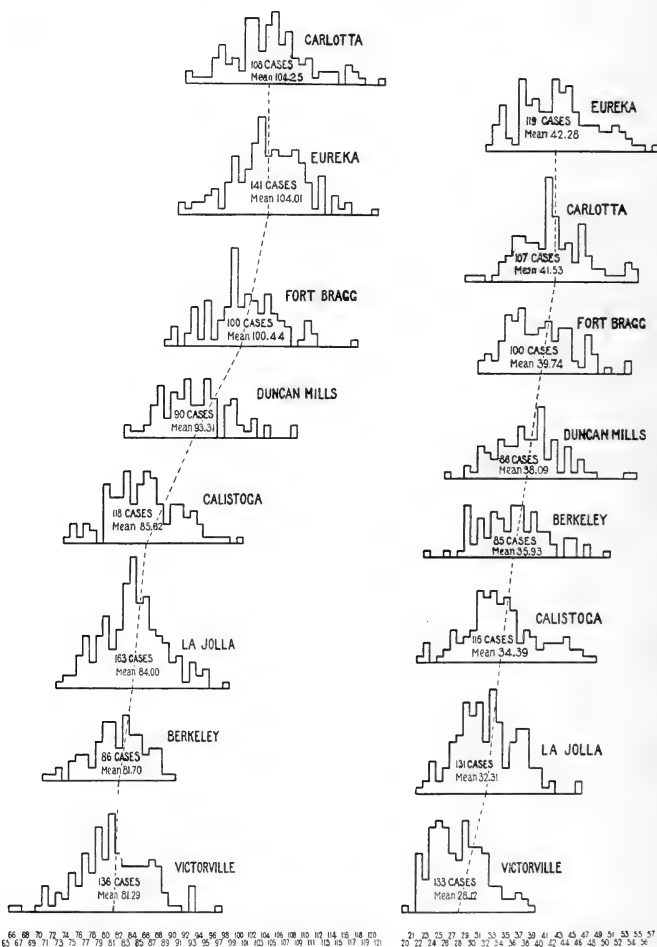 CARLOTTA
108 CASES
Mean 104.25
EUREKA
141 CASES
Mean 104.01
FORT BRAGG
100 CASES
Mean 100.44
DUNCAN MILLS
90 CASES
Mean 93.31
CALISTOGA
118 CASES
Mean 85.82
LA JOLLA
163 CASES
Mean 84.00
BERKELEY
86 CASES
Mean 81.70
VICTORVILLE
136 CASES
Mean 81.29
66 68 70 72 74 76 78 80 82 84 86 88 90 92 94 96 98 100 102 104 106 108 110 112 114 116 118 120
65 67 69 71 73 75 77 79 81 83 85 87 89 91 93 95 97 99 101 103 105 107 109 111 113 115 117 119 121
EUREKA
119 CASES
Mean 42.28
CARLOTTA
107 CASES
Mean 41.53
FORT BRAGG
100 CASES
Mean 39.74
DUNCAN MILLS
86 CASES
Mean 38.09
BERKELEY
85 CASES
Mean 35.93
CALISTOGA
116 CASES
Mean 34.39
LA JOLLA
131 CASES
Mean 32.31
VICTORVILLE
133 CASES
Mean 28.12
21 23 25 27 29 31 33 35 37 39 41 43 45 47 49 51 53 55 57
20 22 24 26 28 30 32 34 36 38 40 42 44 46 48 50 52 54 56